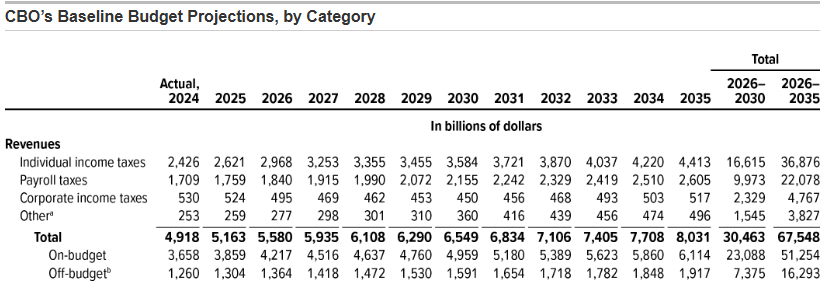 CBO's Baseline Budget Projections, by Category
Total
Actual, 2026– 2026–
2024 2025 2026 2027 2028 2029 2030 2031 2032 2033 2034 2035 2030 2035
In billions of dollars
Revenues
Individual income taxes 2,426 2,621 2,968 3,253 3,355 3,455 3,584 3,721 3,870 4,037 4,220 4,413 16,615 36,876
Payroll taxes 1,709 1,759 1,840 1,915 1,990 2,072 2,155 2,242 2,329 2,419 2,510 2,605 9,973 22,078
Corporate income taxes 530 524 495 469 462 453 450 456 468 493 503 517 2,329 4,767
Otherᵃ 253 259 277 298 301 310 360 416 439 456 474 496 1,545 3,827
Total 4,918 5,163 5,580 5,935 6,108 6,290 6,549 6,834 7,106 7,405 7,708 8,031 30,463 67,548
On-budget 3,658 3,859 4,217 4,516 4,637 4,760 4,959 5,180 5,389 5,623 5,860 6,114 23,088 51,254
Off-budgetᵇ 1,260 1,304 1,364 1,418 1,472 1,530 1,591 1,654 1,718 1,782 1,848 1,917 7,375 16,293